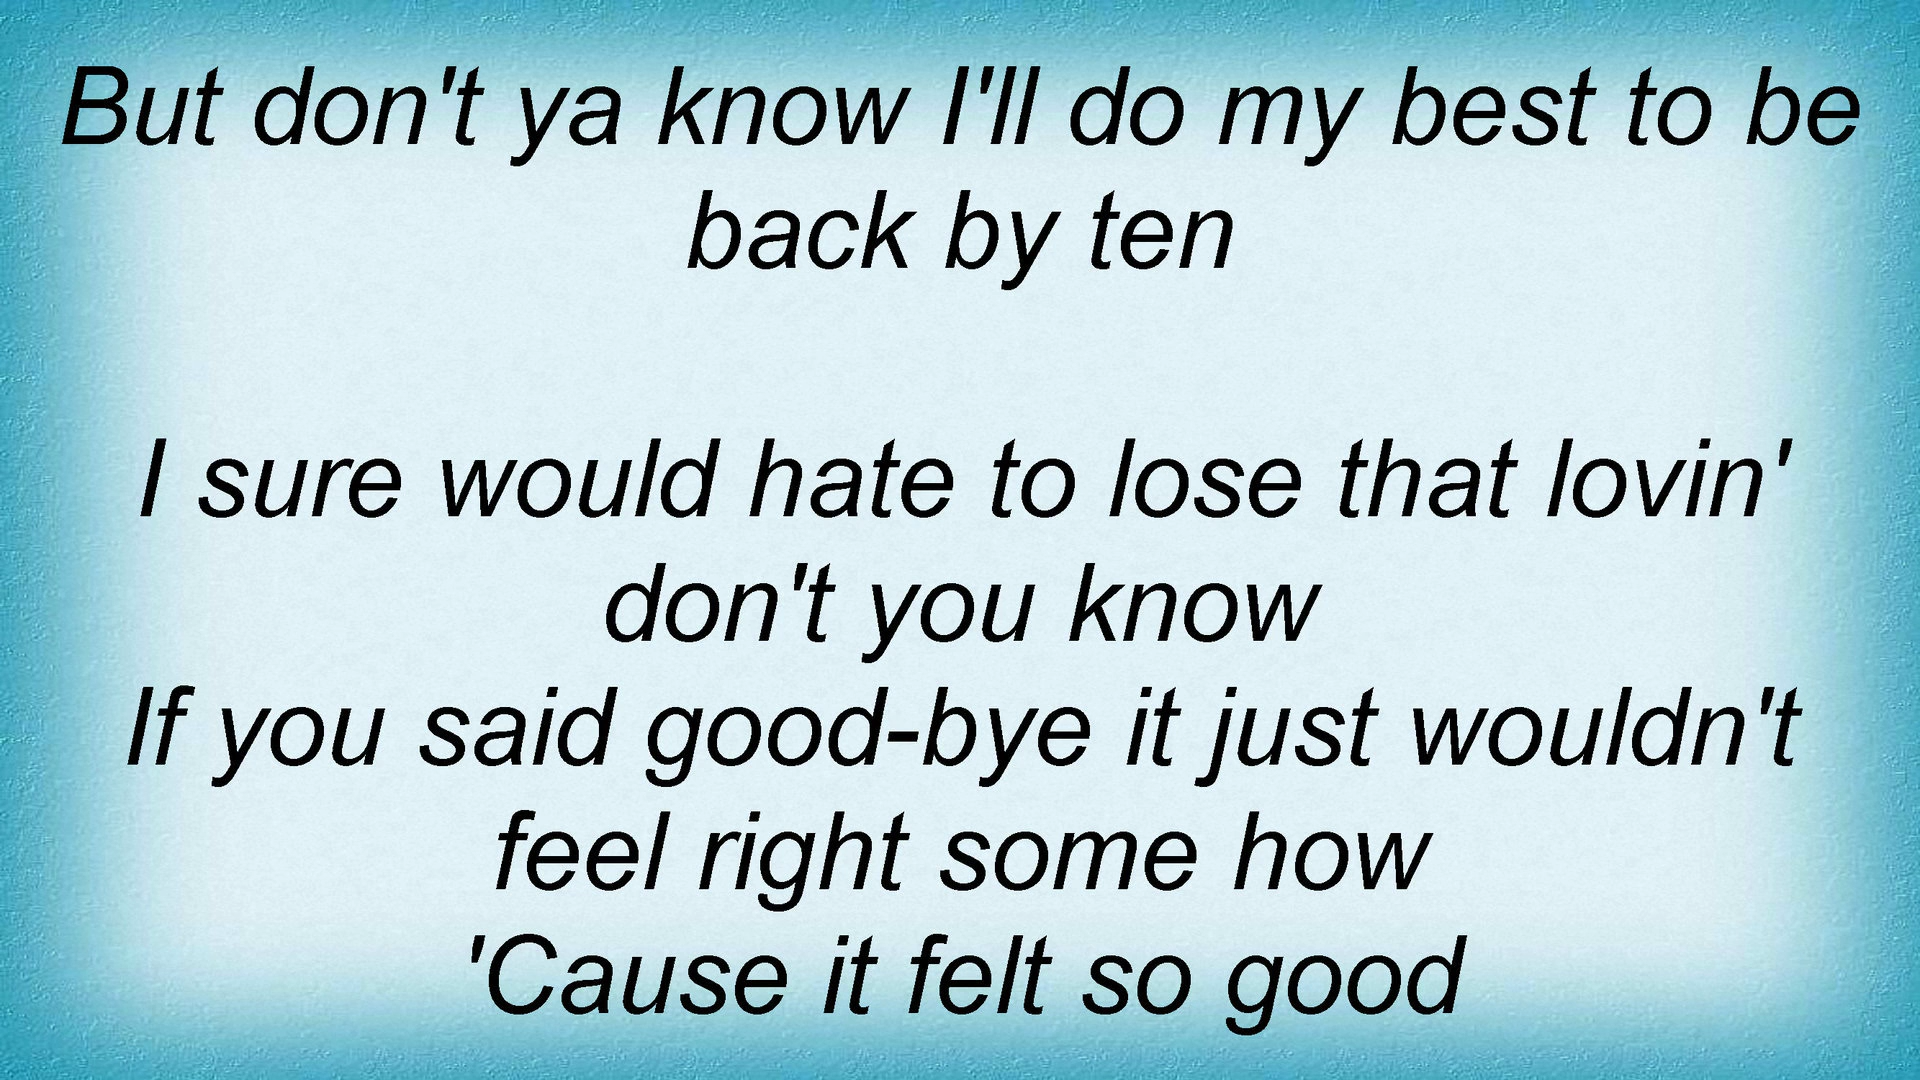 But don't ya know I'll do my best to be
back by ten
I sure would hate to lose that lovin'
don't you know
If you said good-bye it just wouldn't
feel right some how
'Cause it felt so good